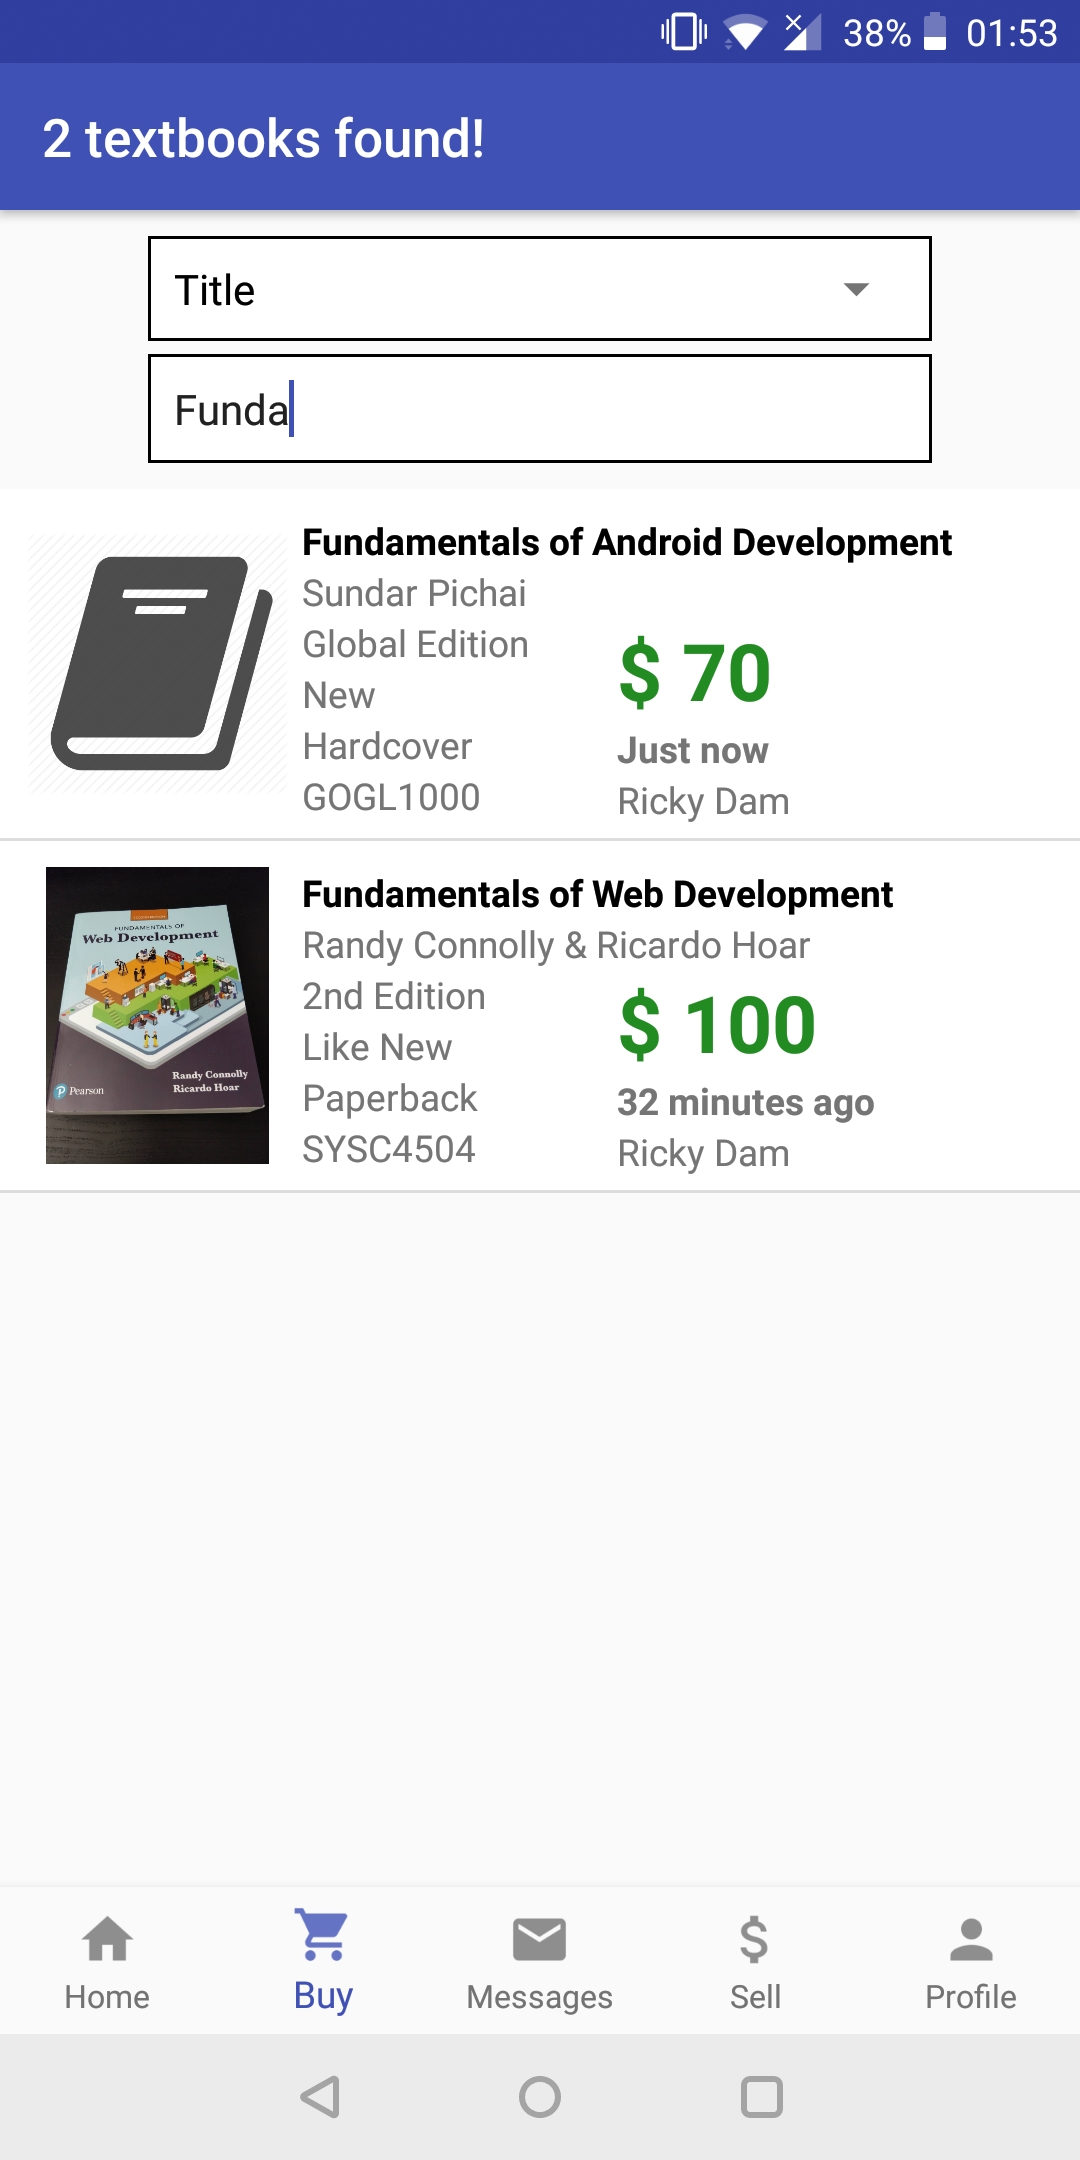 38% 01:53
2 textbooks found!
Title
Funda
Fundamentals of Android Development
Sundar Pichai
Global Edition
New
Hardcover
GOGL1000
$ 70
Just now
Ricky Dam
FUNDAMENTALS OF
Web Development
Randy Connolly
Ricardo Hoar
P Pearson
Fundamentals of Web Development
Randy Connolly & Ricardo Hoar
2nd Edition
Like New
Paperback
SYSC4504
$ 100
32 minutes ago
Ricky Dam
Home
Buy
Messages
Sell
Profile